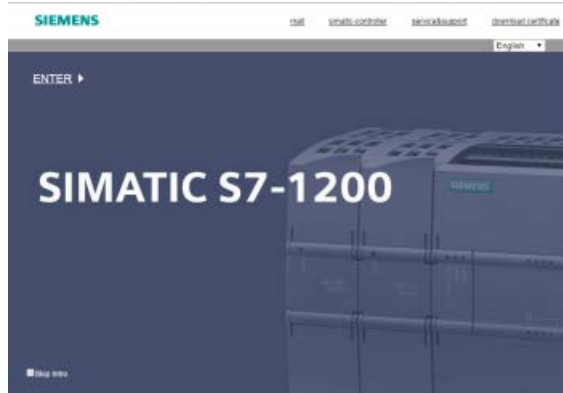 SIEMENS
mail simatic-controller service&support download certificate
English
ENTER
SIMATIC S7-1200
SIEMENS
Skip Intro